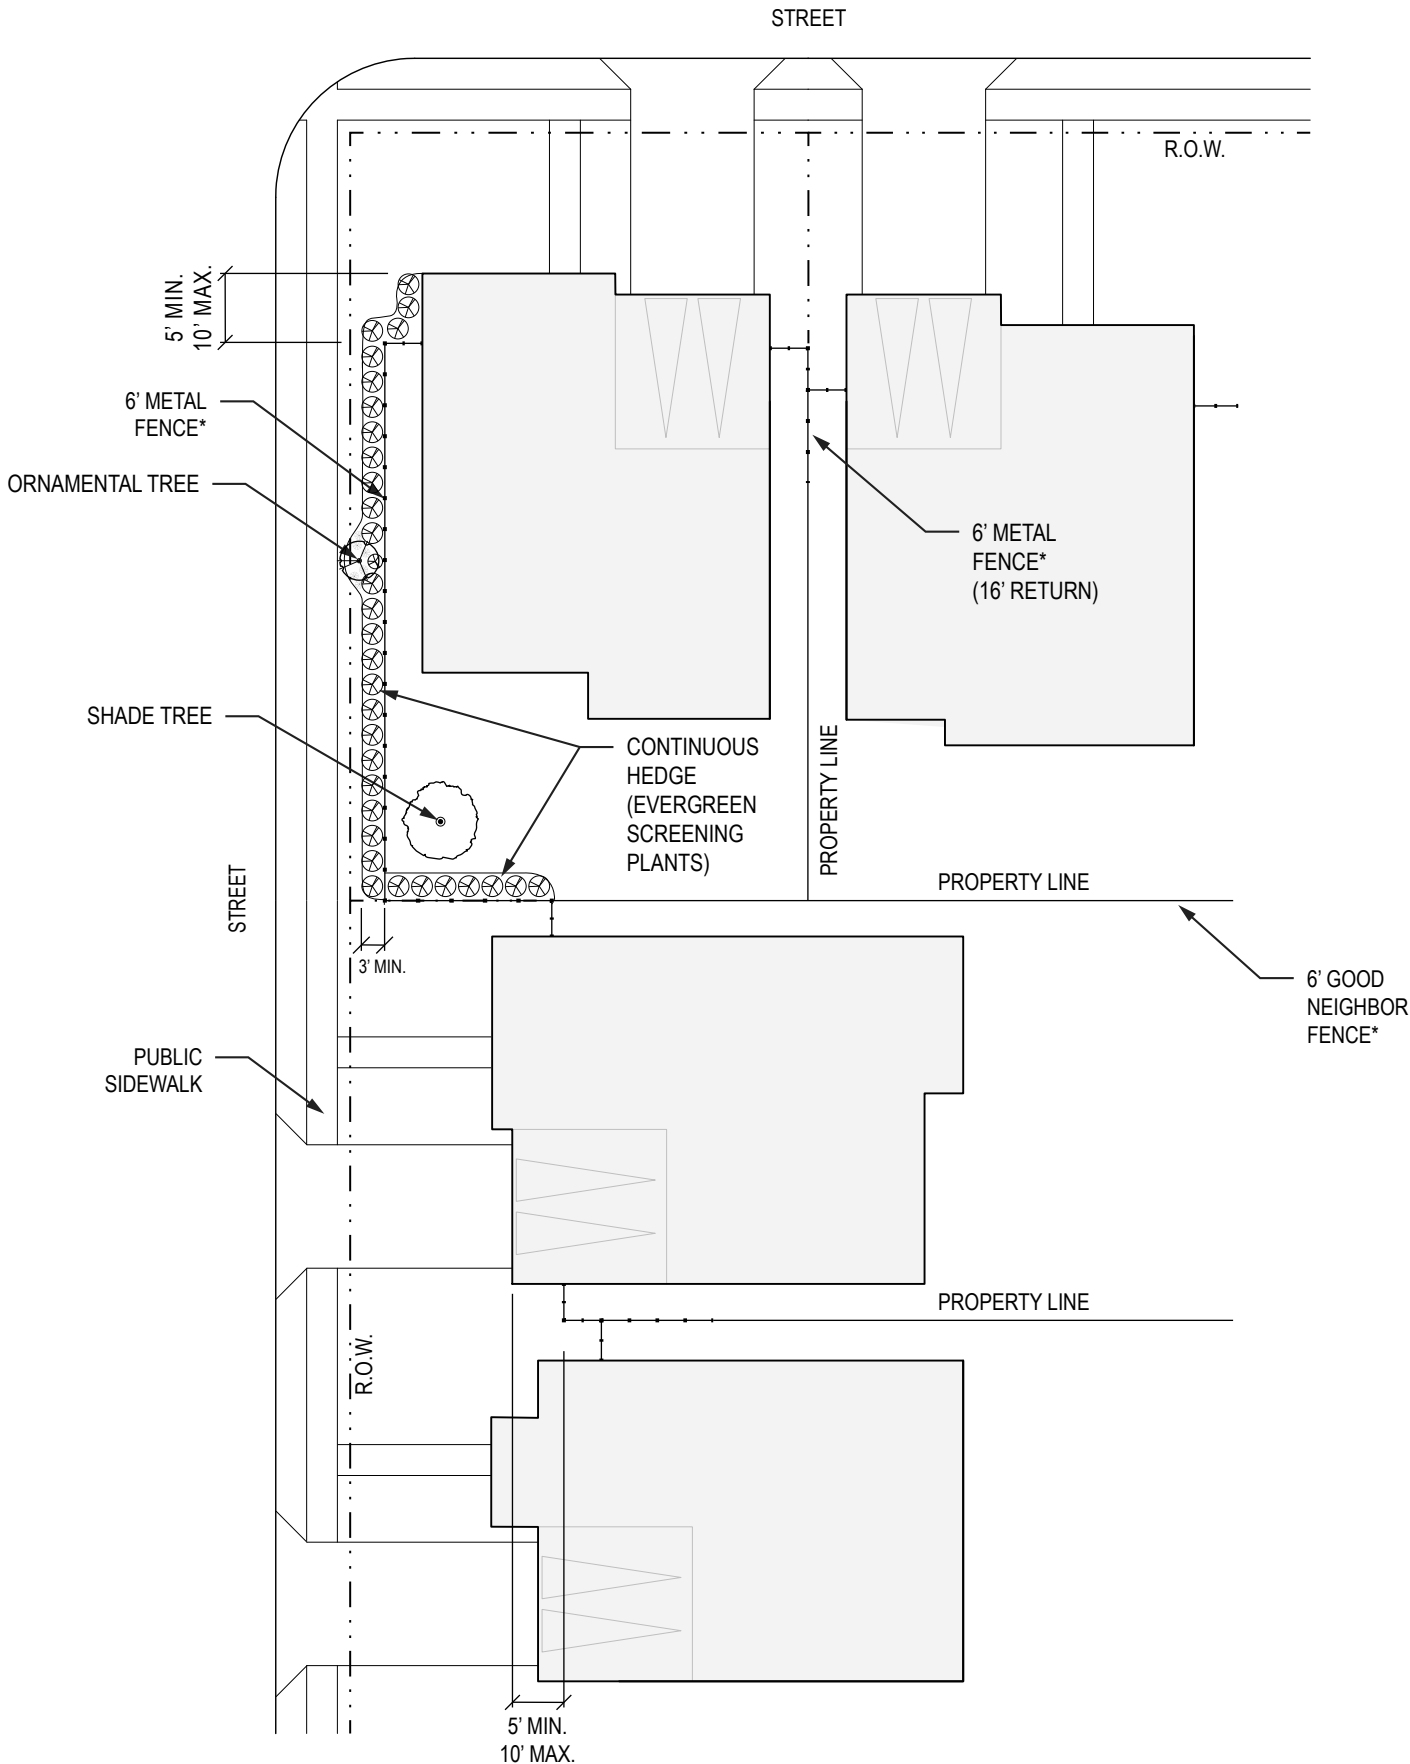 STREET
R.O.W.
5’ MIN.
10’ MAX.
6’ METAL
FENCE*
ORNAMENTAL TREE
6’ METAL
FENCE*
(16’ RETURN)
SHADE TREE
CONTINUOUS
HEDGE
(EVERGREEN
SCREENING
PLANTS)
PROPERTY LINE
STREET
PROPERTY LINE
3’ MIN.
6’ GOOD
NEIGHBOR
FENCE*
PUBLIC
SIDEWALK
PROPERTY LINE
R.O.W.
5’ MIN.
10’ MAX.